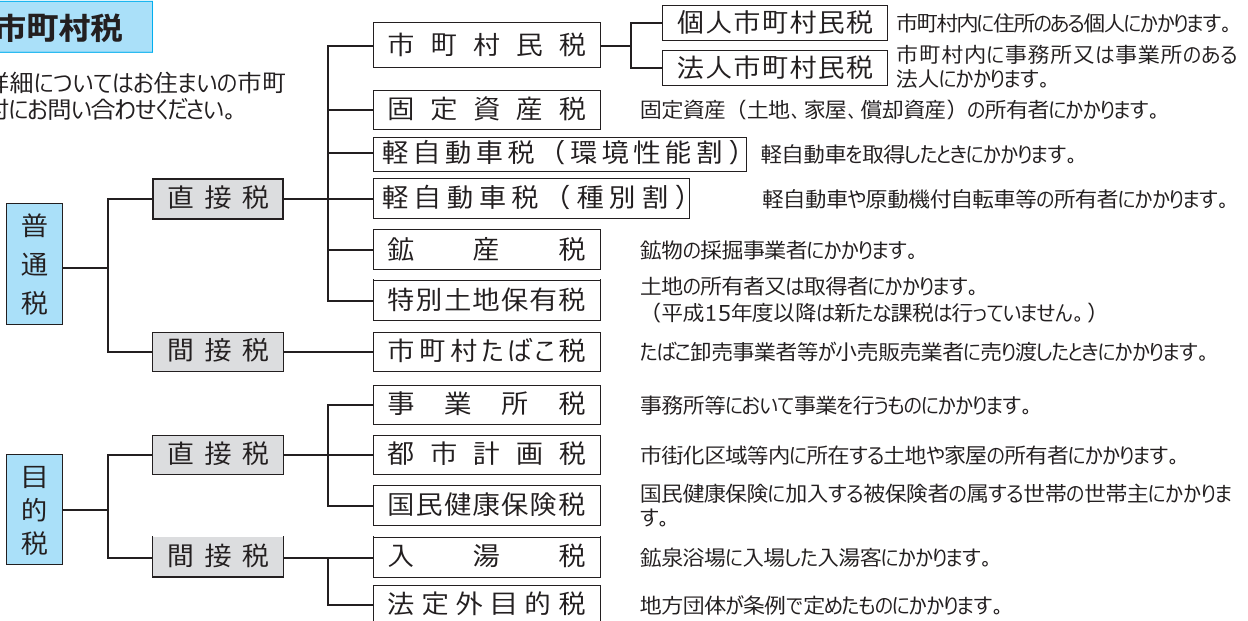 市町村税
詳細についてはお住まいの市町
村にお問い合わせください。
普通税
直接税
市町村民税
個人市町村民税
市町村内に住所のある個人にかかります。
法人市町村民税
市町村内に事務所又は事業所のある
法人にかかります。
固定資産税
固定資産（土地、家屋、償却資産）の所有者にかかります。
軽自動車税（環境性能割）
軽自動車を取得したときにかかります。
軽自動車税（種別割）
軽自動車や原動機付自転車等の所有者にかかります。
鉱産税
鉱物の採掘事業者にかかります。
特別土地保有税
土地の所有者又は取得者にかかります。
（平成15年度以降は新たな課税は行っていません。）
間接税
市町村たばこ税
たばこ卸売事業者等が小売販売業者に売り渡したときにかかります。
目的税
直接税
事業所税
事務所等において事業を行うものにかかります。
都市計画税
市街化区域等内に所在する土地や家屋の所有者にかかります。
国民健康保険税
国民健康保険に加入する被保険者の属する世帯の世帯主にかかりま
す。
間接税
入湯税
鉱泉浴場に入場した入湯客にかかります。
法定外目的税
地方団体が条例で定めたものにかかります。